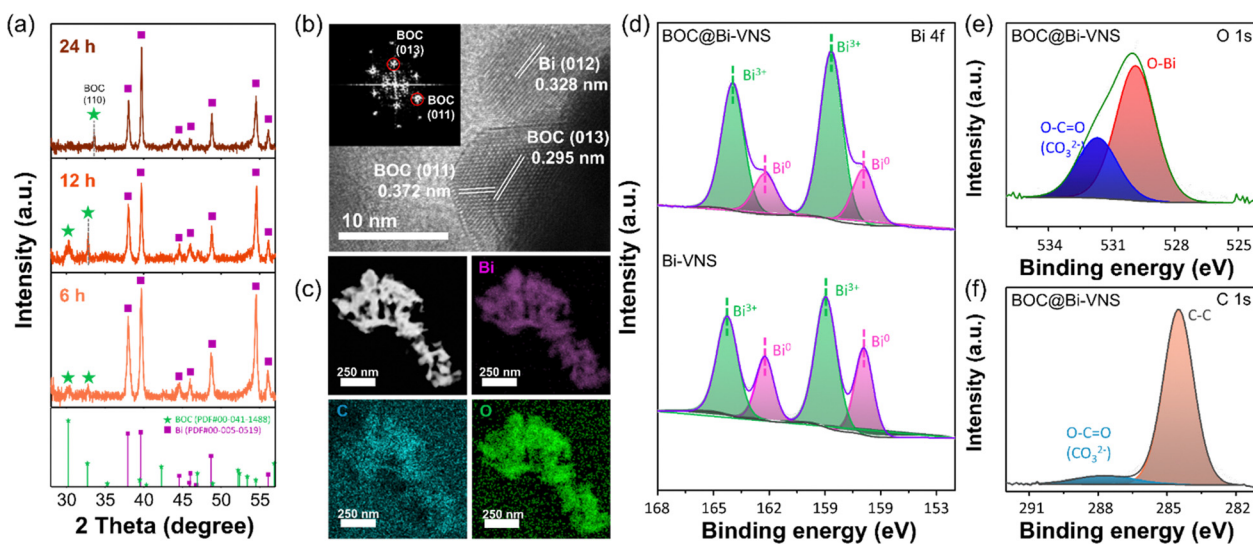 (a)
24 h
BOC
(110)
12 h
6 h
BOC (PDF#00-041-1488)
Bi (PDF#00-005-0519)
30 35 40 45 50 55
2 Theta (degree)
Intensity (a.u.)
(b)
BOC
(013)
BOC
(011)
Bi (012)
0.328 nm
BOC (013)
0.295 nm
BOC (011)
0.372 nm
10 nm
(c)
250 nm
Bi
250 nm
C
250 nm
O
250 nm
(d)
BOC@Bi-VNS
Bi 4f
Bi3+
Bi3+
Bi0
Bi0
Bi-VNS
Bi3+
Bi3+
Bi0
Bi0
168 165 162 159 156 153
Binding energy (eV)
Intensity (a.u.)
(e)
BOC@Bi-VNS
O 1s
O-Bi
O-C=O
(CO₃²⁻)
534 531 528 525
Binding energy (eV)
Intensity (a.u.)
(f)
BOC@Bi-VNS
C 1s
C-C
O-C=O
(CO₃²⁻)
291 288 285 282
Binding energy (eV)
Intensity (a.u.)